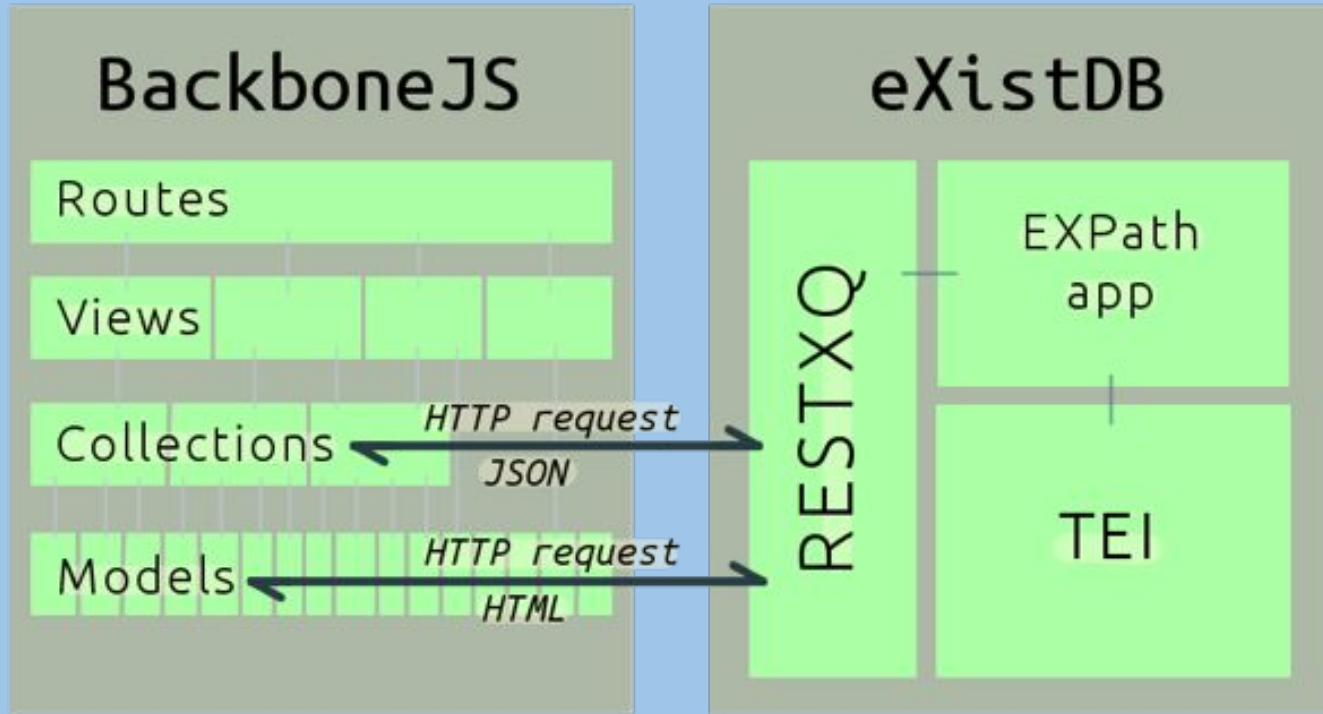 BackboneJS
Routes
Views
Collections
Models
HTTP request
JSON
HTTP request
HTML
eXistDB
RESTXQ
EXPath
app
TEI